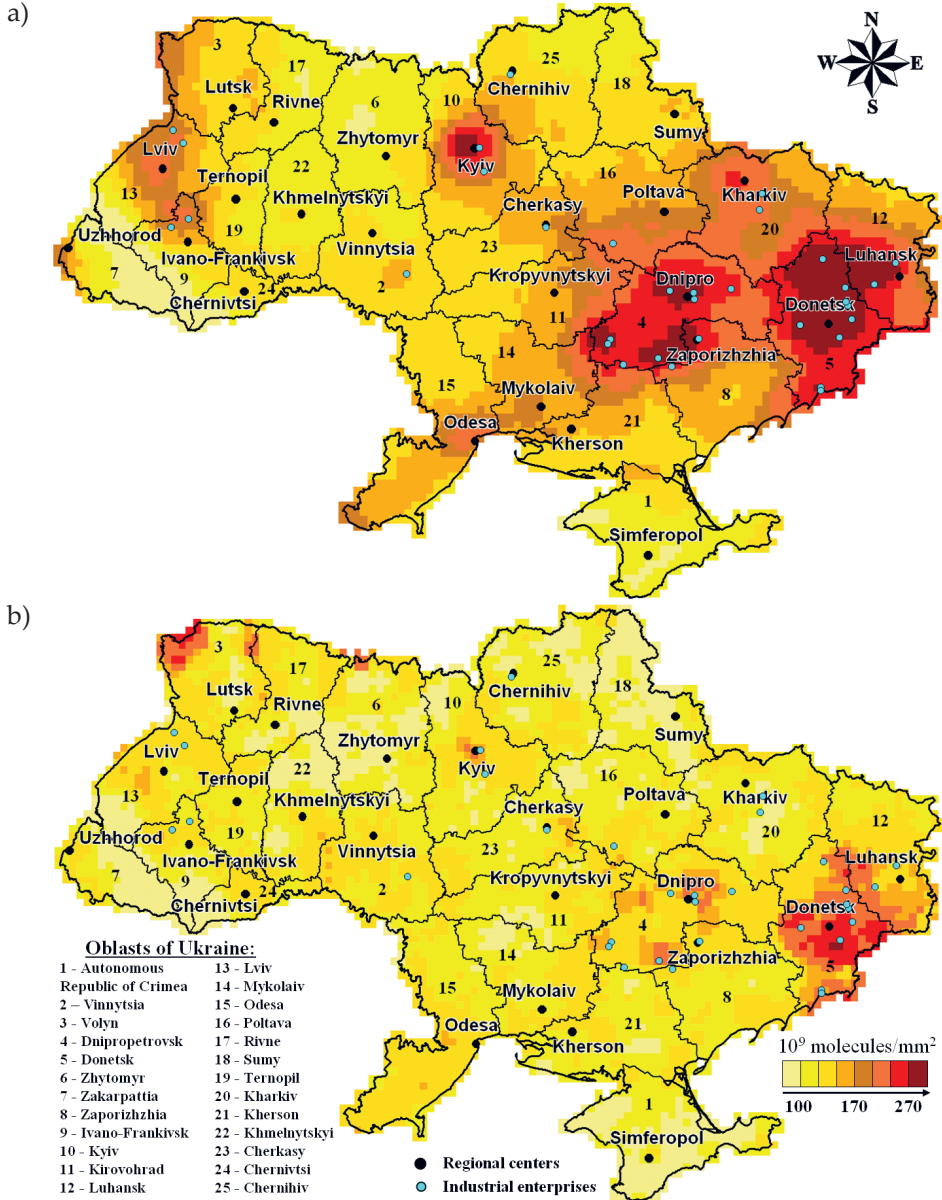 a)
N
W E
S
3
17
25
18
Lutsk
Rivne
6
10
Chernihiv
Sumy
Zhytomyr
Kyiv
Lviv
16
Kharkiv
13
Ternopil
22
Khmelnytskyi
Cherkasy
Poltava
20
12
Uzhhorod
19
Vinnytsia
23
Luhansk
7
Ivano-Frankivsk
9
Chernivtsi
24
2
Kropyvnytskyi
11
Dnipro
4
Donetsk
14
Zaporizhzhia
5
15
Mykolaiv
8
Odesa
Kherson
21
1
Simferopol
b)
3
17
25
18
Lutsk
Rivne
6
10
Chernihiv
Sumy
Zhytomyr
Kyiv
Lviv
22
16
Kharkiv
13
Ternopil
Khmelnytskyi
Cherkasy
Poltava
20
12
Uzhhorod
19
Vinnytsia
23
Luhansk
7
Ivano-Frankivsk
9
Chernivtsi
24
2
Kropyvnytskyi
11
Dnipro
4
Donetsk
14
Zaporizhzhia
5
15
Mykolaiv
8
Odesa
Kherson
21
1
Simferopol
Oblasts of Ukraine:
1 - Autonomous
Republic of Crimea
2 – Vinnytsia
3 - Volyn
4 - Dnipropetrovsk
5 - Donetsk
6 - Zhytomyr
7 - Zakarpattia
8 - Zaporizhzhia
9 - Ivano-Frankivsk
10 - Kyiv
11 - Kirovohrad
12 - Luhansk
13 - Lviv
14 - Mykolaiv
15 - Odesa
16 - Poltava
17 - Rivne
18 - Sumy
19 - Ternopil
20 - Kharkiv
21 - Kherson
22 - Khmelnytskyi
23 - Cherkasy
24 - Chernivtsi
25 - Chernihiv
Regional centers
Industrial enterprises
10⁹ molecules/mm²
100 170 270